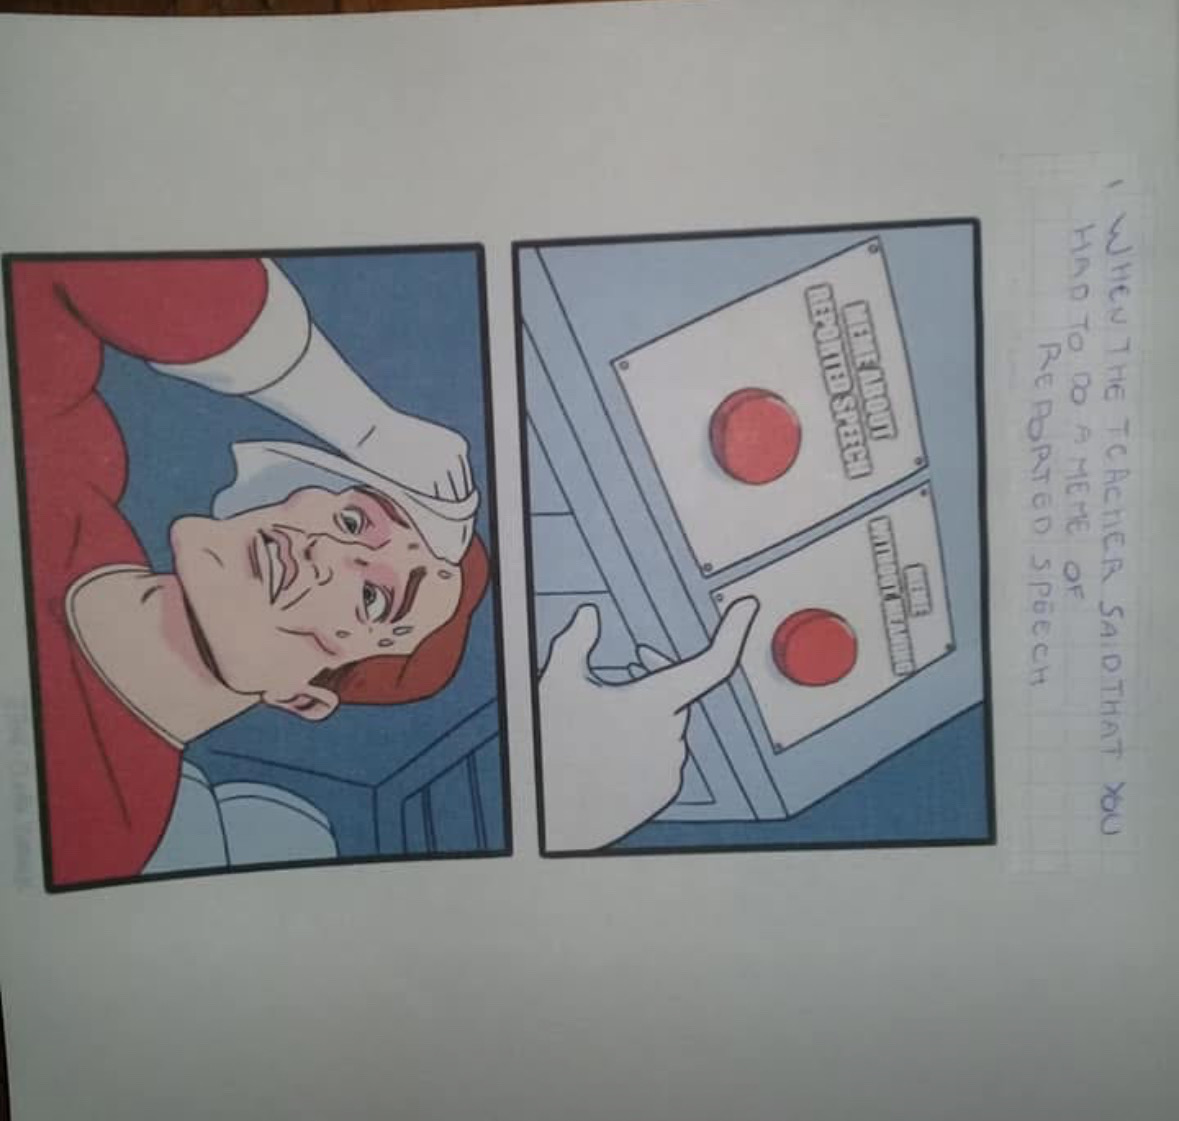 WHEN THE TEACHER SAID THAT YOU
HAD TO DO A MEME OF
REPORTED SPEECH
MEME ABOUT
REPORTED SPEECH
MEME
WITHOUT MEANING